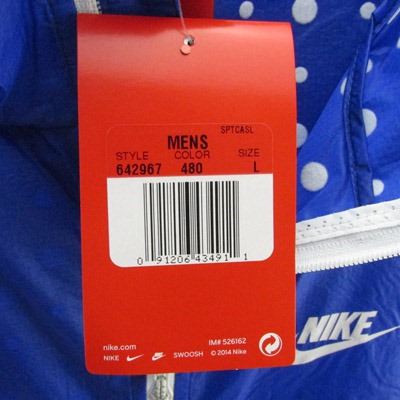 SPTCASL
MENS
STYLE COLOR SIZE
642967 480 L
0 91206 43491 1
nike.com IM# 526162
NIKE SWOOSH © 2014 Nike
NIKE